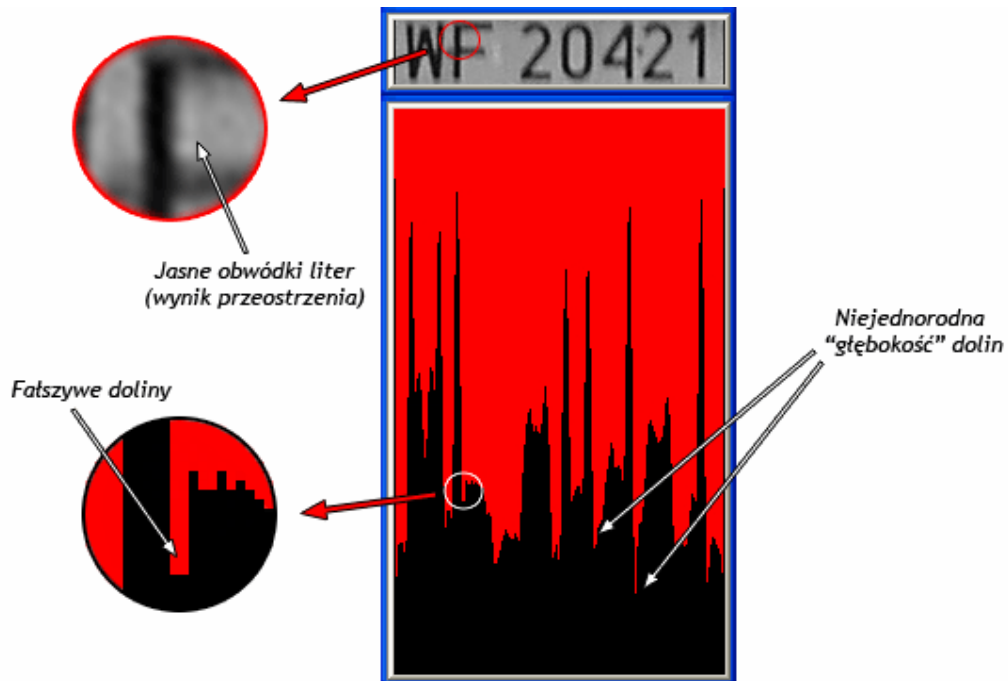 WF 20421
Jasne obwódki liter
(wynik przeostrzenia)
Niejednorodna
“głębokość” dolin
Fałszywe doliny